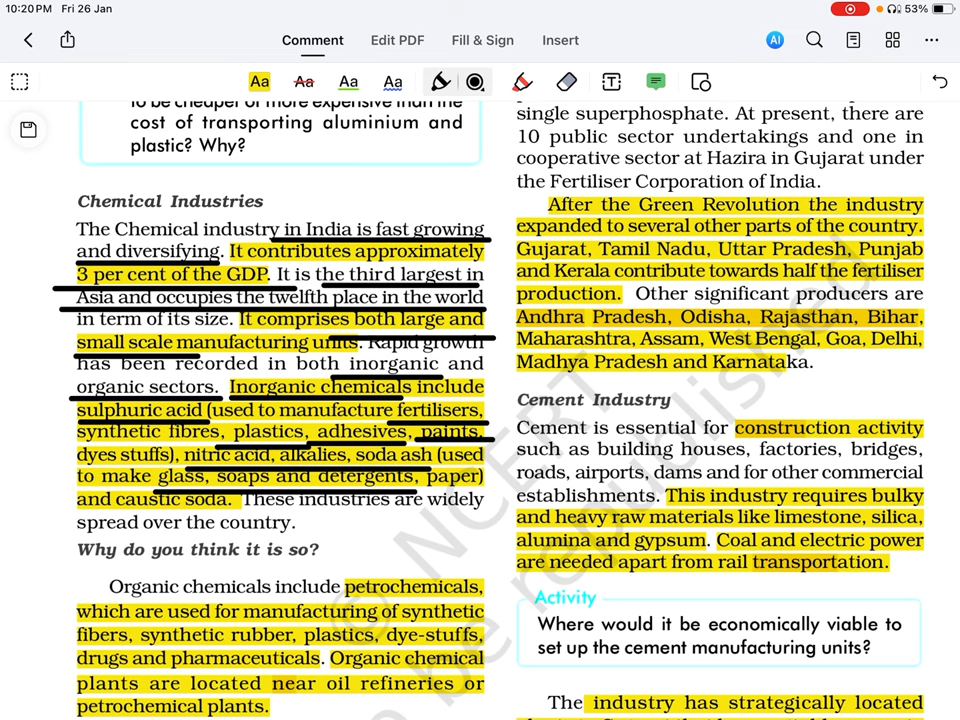 10:20 PM Fri 26 Jan
53%
Comment
Edit PDF
Fill & Sign
Insert
AI
Aa
Aa
Aa
Aa
T
to be cheaper or more expensive than the
cost of transporting aluminium and
plastic? Why?
Chemical Industries
The Chemical industry in India is fast growing
and diversifying. It contributes approximately
3 per cent of the GDP. It is the third largest in
Asia and occupies the twelfth place in the world
in term of its size. It comprises both large and
small scale manufacturing units. Rapid growth
has been recorded in both inorganic and
organic sectors. Inorganic chemicals include
sulphuric acid (used to manufacture fertilisers,
synthetic fibres, plastics, adhesives, paints,
dyes stuffs), nitric acid, alkalies, soda ash (used
to make glass, soaps and detergents, paper)
and caustic soda. These industries are widely
spread over the country.
Why do you think it is so?
Organic chemicals include petrochemicals,
which are used for manufacturing of synthetic
fibers, synthetic rubber, plastics, dye-stuffs,
drugs and pharmaceuticals. Organic chemical
plants are located near oil refineries or
petrochemical plants.
single superphosphate. At present, there are
10 public sector undertakings and one in
cooperative sector at Hazira in Gujarat under
the Fertiliser Corporation of India.
After the Green Revolution the industry
expanded to several other parts of the country.
Gujarat, Tamil Nadu, Uttar Pradesh, Punjab
and Kerala contribute towards half the fertiliser
production. Other significant producers are
Andhra Pradesh, Odisha, Rajasthan, Bihar,
Maharashtra, Assam, West Bengal, Goa, Delhi,
Madhya Pradesh and Karnataka.
Cement Industry
Cement is essential for construction activity
such as building houses, factories, bridges,
roads, airports, dams and for other commercial
establishments. This industry requires bulky
and heavy raw materials like limestone, silica,
alumina and gypsum. Coal and electric power
are needed apart from rail transportation.
Activity
Where would it be economically viable to
set up the cement manufacturing units?
The industry has strategically located
© NCERT
be republished